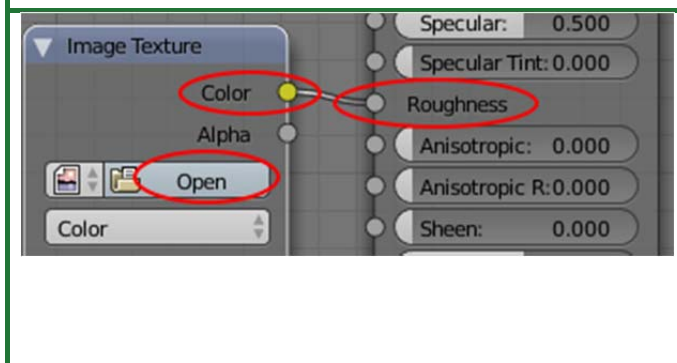 Image Texture
Color
Alpha
Open
Color
Specular: 0.500
Specular Tint: 0.000
Roughness
Anisotropic: 0.000
Anisotropic R: 0.000
Sheen: 0.000